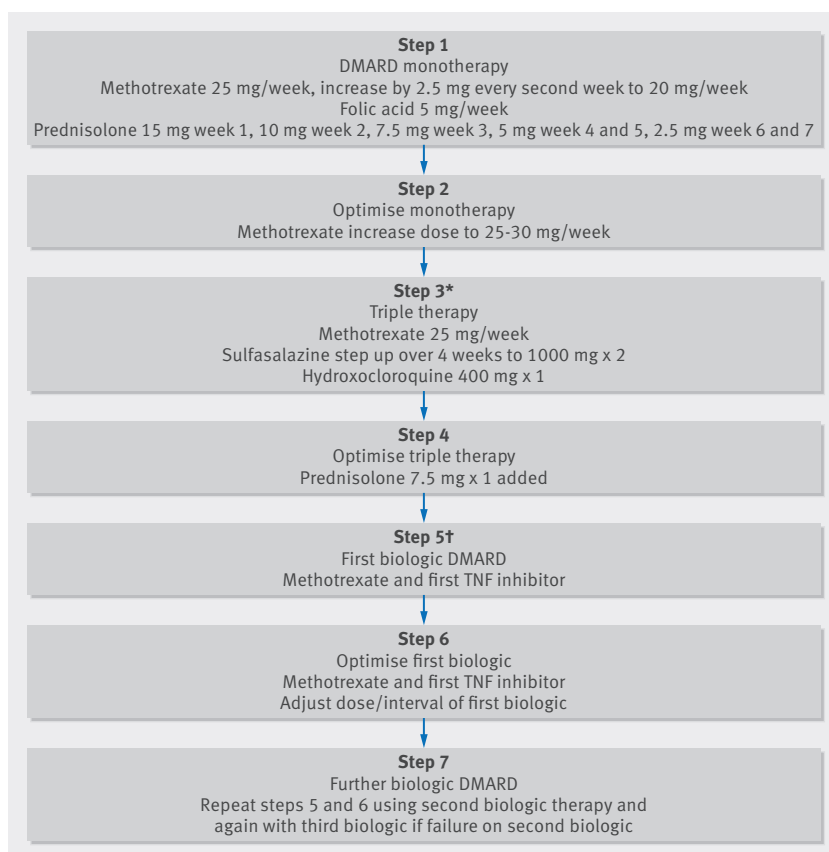 Step 1
DMARD monotherapy
Methotrexate 25 mg/week, increase by 2.5 mg every second week to 20 mg/week
Folic acid 5 mg/week
Prednisolone 15 mg week 1, 10 mg week 2, 7.5 mg week 3, 5 mg week 4 and 5, 2.5 mg week 6 and 7
Step 2
Optimise monotherapy
Methotrexate increase dose to 25-30 mg/week
Step 3*
Triple therapy
Methotrexate 25 mg/week
Sulfasalazine step up over 4 weeks to 1000 mg x 2
Hydroxocloroquine 400 mg x 1
Step 4
Optimise triple therapy
Prednisolone 7.5 mg x 1 added
Step 5†
First biologic DMARD
Methotrexate and first TNF inhibitor
Step 6
Optimise first biologic
Methotrexate and first TNF inhibitor
Adjust dose/interval of first biologic
Step 7
Further biologic DMARD
Repeat steps 5 and 6 using second biologic therapy and
again with third biologic if failure on second biologic